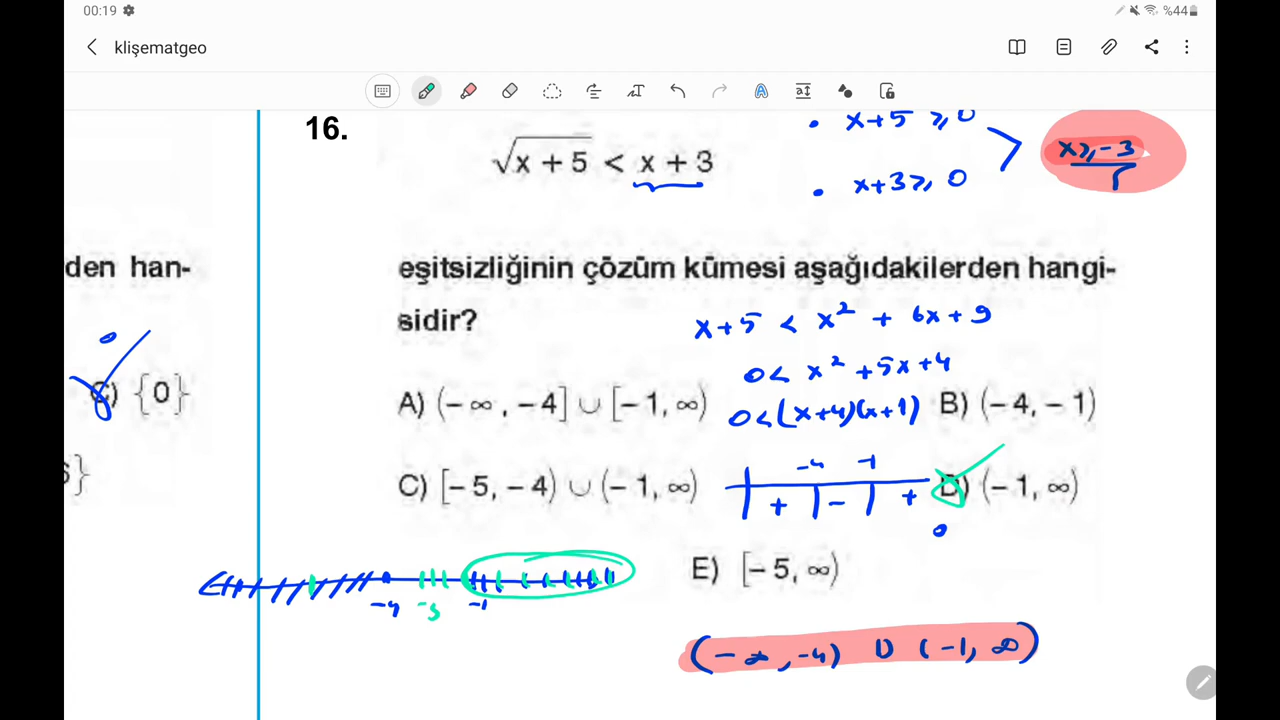 00:19 %44
klişematgeo
16.
√x + 5 < x + 3
• x+5 ⩾ 0
• x+3 ⩾ 0
x ⩾ -3
den han-
eşitsizliğinin çözüm kümesi aşağıdakilerden hangi-
sidir?
x+5 < x² + 6x+9
0 < x² +5x+4
0 < (x+4)(x+1)
C) {0}
A) (– ∞ , –4] ∪ [–1, ∞)
B) (–4, –1)
C) [–5, –4) ∪ (–1, ∞)
D) (–1, ∞)
-4 -1
+ - +
E) [–5, ∞)
-4 -3 -1
(-∞, -4) ∪ (-1, ∞)